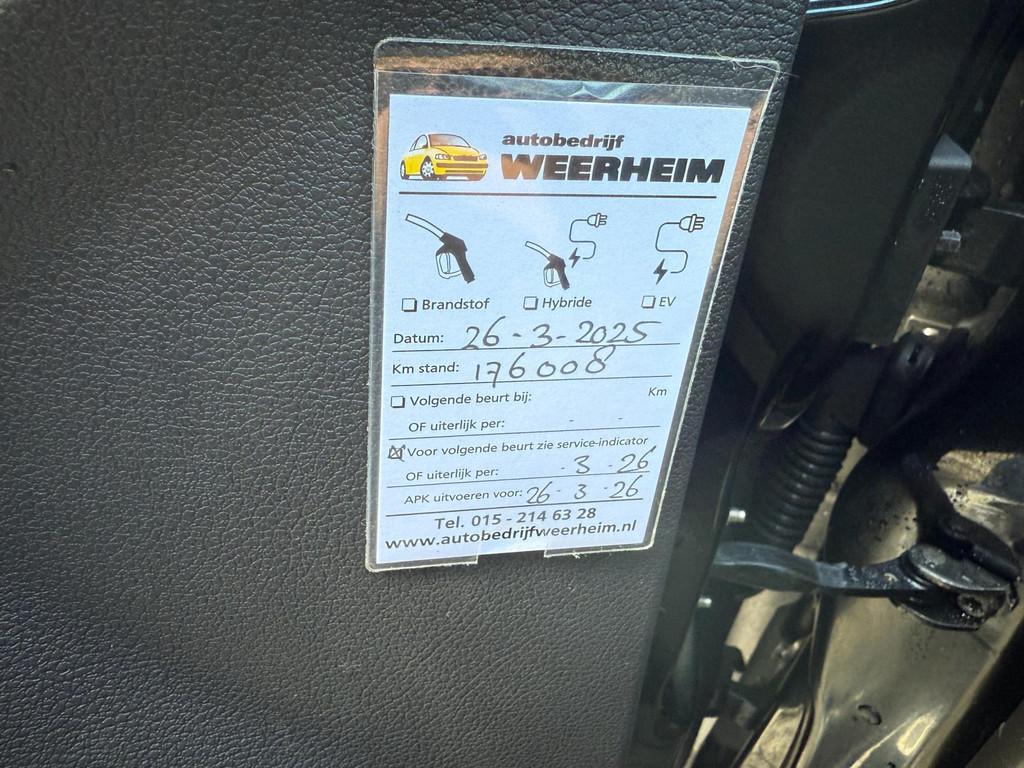 autobedrijf
WEERHEIM
Brandstof Hybride EV
Datum: 26-3-2025
Km stand: 176008
Volgende beurt bij: Km
OF uiterlijk per: - -
Voor volgende beurt zie service-indicator
OF uiterlijk per: -3-26
APK uitvoeren voor: 26-3-26
Tel. 015 - 214 63 28
www.autobedrijfweerheim.nl